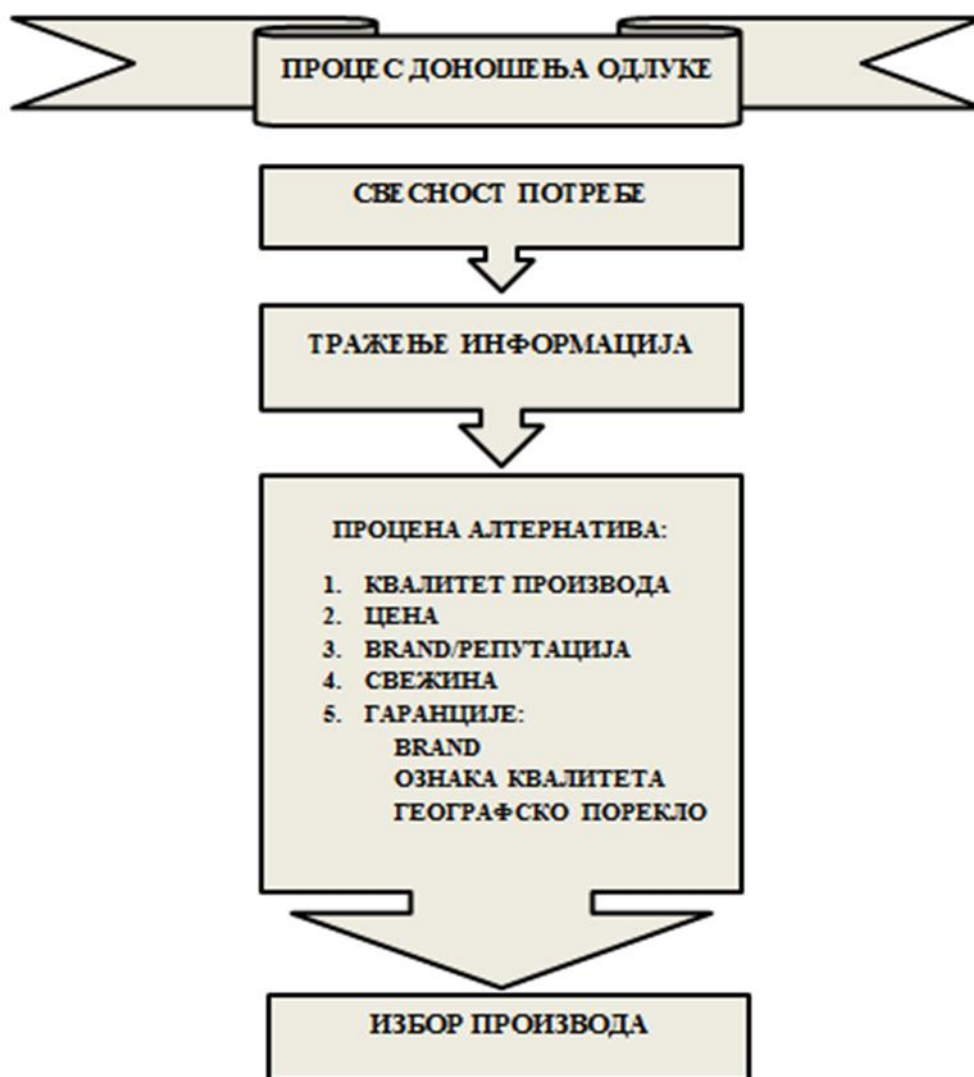 ПРОЦЕС ДОНОШЕЊА ОДЛУКЕ
СВЕСНОСТ ПОТРЕБЕ
ТРАЖЕЊЕ ИНФОРМАЦИЈА
ПРОЦЕНА АЛТЕРНАТИВА:
1. КВАЛИТЕТ ПРОИЗВОДА
2. ЦЕНА
3. BRAND/РЕПУТАЦИЈА
4. СВЕЖИНА
5. ГАРАНЦИЈЕ:
BRAND
ОЗНАКА КВАЛИТЕТА
ГЕОГРАФСКО ПОРЕКЛО
ИЗБОР ПРОИЗВОДА